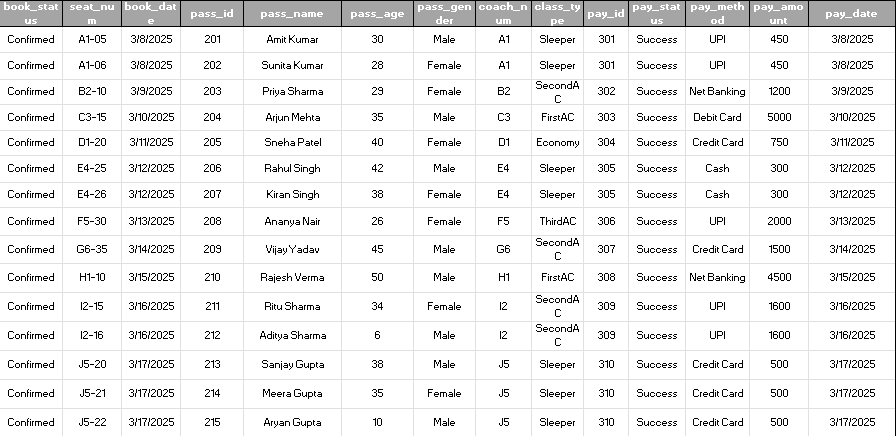 book_status seat_num book_date pass_id pass_name pass_age pass_gender coach_num class_type pay_id pay_status pay_method pay_amount pay_date
Confirmed A1-05 3/8/2025 201 Amit Kumar 30 Male A1 Sleeper 301 Success UPI 450 3/8/2025
Confirmed A1-06 3/8/2025 202 Sunita Kumar 28 Female A1 Sleeper 301 Success UPI 450 3/8/2025
Confirmed B2-10 3/9/2025 203 Priya Sharma 29 Female B2 SecondAC 302 Success Net Banking 1200 3/9/2025
Confirmed C3-15 3/10/2025 204 Arjun Mehta 35 Male C3 FirstAC 303 Success Debit Card 5000 3/10/2025
Confirmed D1-20 3/11/2025 205 Sneha Patel 40 Female D1 Economy 304 Success Credit Card 750 3/11/2025
Confirmed E4-25 3/12/2025 206 Rahul Singh 42 Male E4 Sleeper 305 Success Cash 300 3/12/2025
Confirmed E4-26 3/12/2025 207 Kiran Singh 38 Female E4 Sleeper 305 Success Cash 300 3/12/2025
Confirmed F5-30 3/13/2025 208 Ananya Nair 26 Female F5 ThirdAC 306 Success UPI 2000 3/13/2025
Confirmed G6-35 3/14/2025 209 Vijay Yadav 45 Male G6 SecondAC 307 Success Credit Card 1500 3/14/2025
Confirmed H1-10 3/15/2025 210 Rajesh Verma 50 Male H1 FirstAC 308 Success Net Banking 4500 3/15/2025
Confirmed I2-15 3/16/2025 211 Ritu Sharma 34 Female I2 SecondAC 309 Success UPI 1600 3/16/2025
Confirmed I2-16 3/16/2025 212 Aditya Sharma 6 Male I2 SecondAC 309 Success UPI 1600 3/16/2025
Confirmed J5-20 3/17/2025 213 Sanjay Gupta 38 Male J5 Sleeper 310 Success Credit Card 500 3/17/2025
Confirmed J5-21 3/17/2025 214 Meera Gupta 35 Female J5 Sleeper 310 Success Credit Card 500 3/17/2025
Confirmed J5-22 3/17/2025 215 Aryan Gupta 10 Male J5 Sleeper 310 Success Credit Card 500 3/17/2025